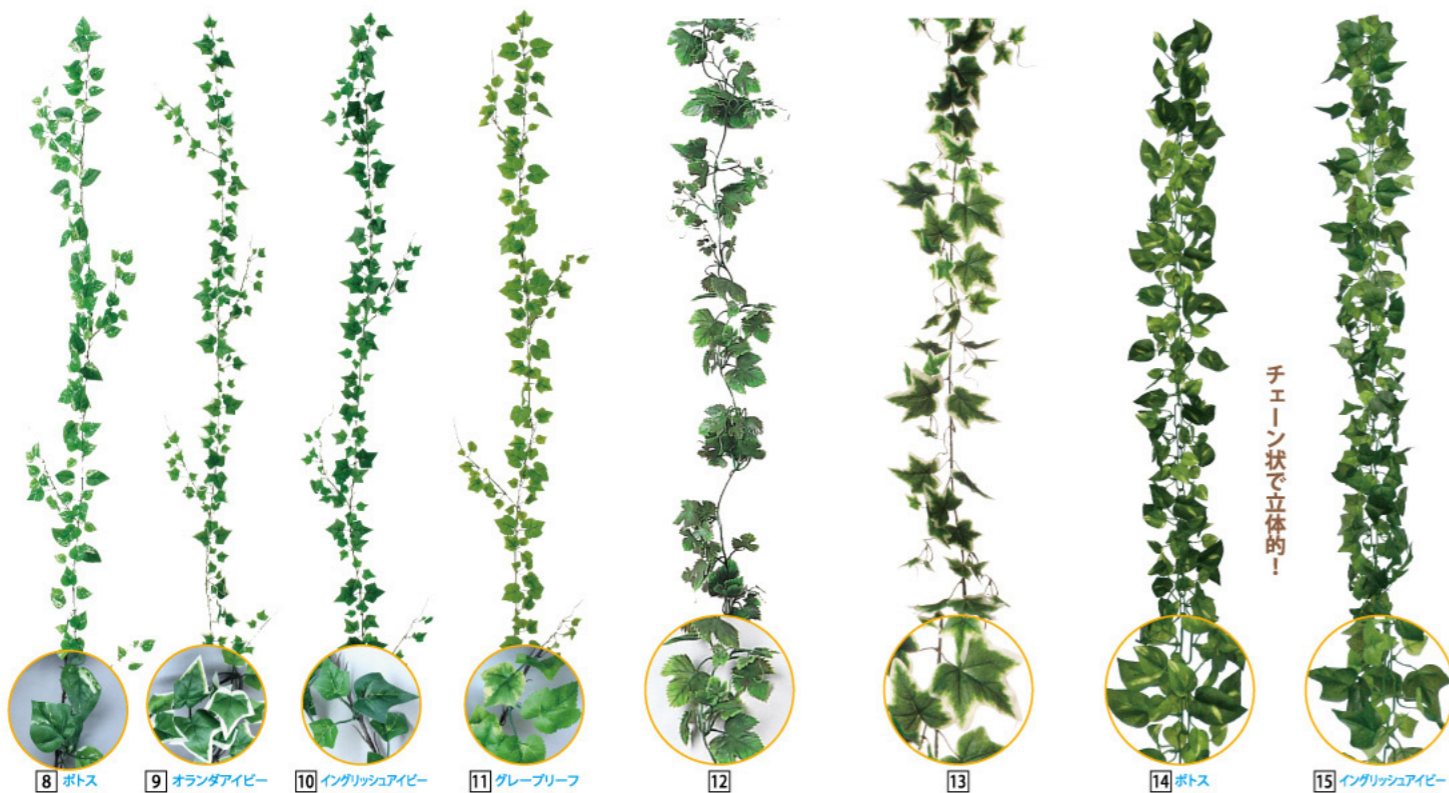 チェーン状で立体的！
8 ポトス
9 オランダアイビー
10 イングリッシュアイビー
11 グレープリーフ
12
13
14 ポトス
15 イングリッシュアイビー